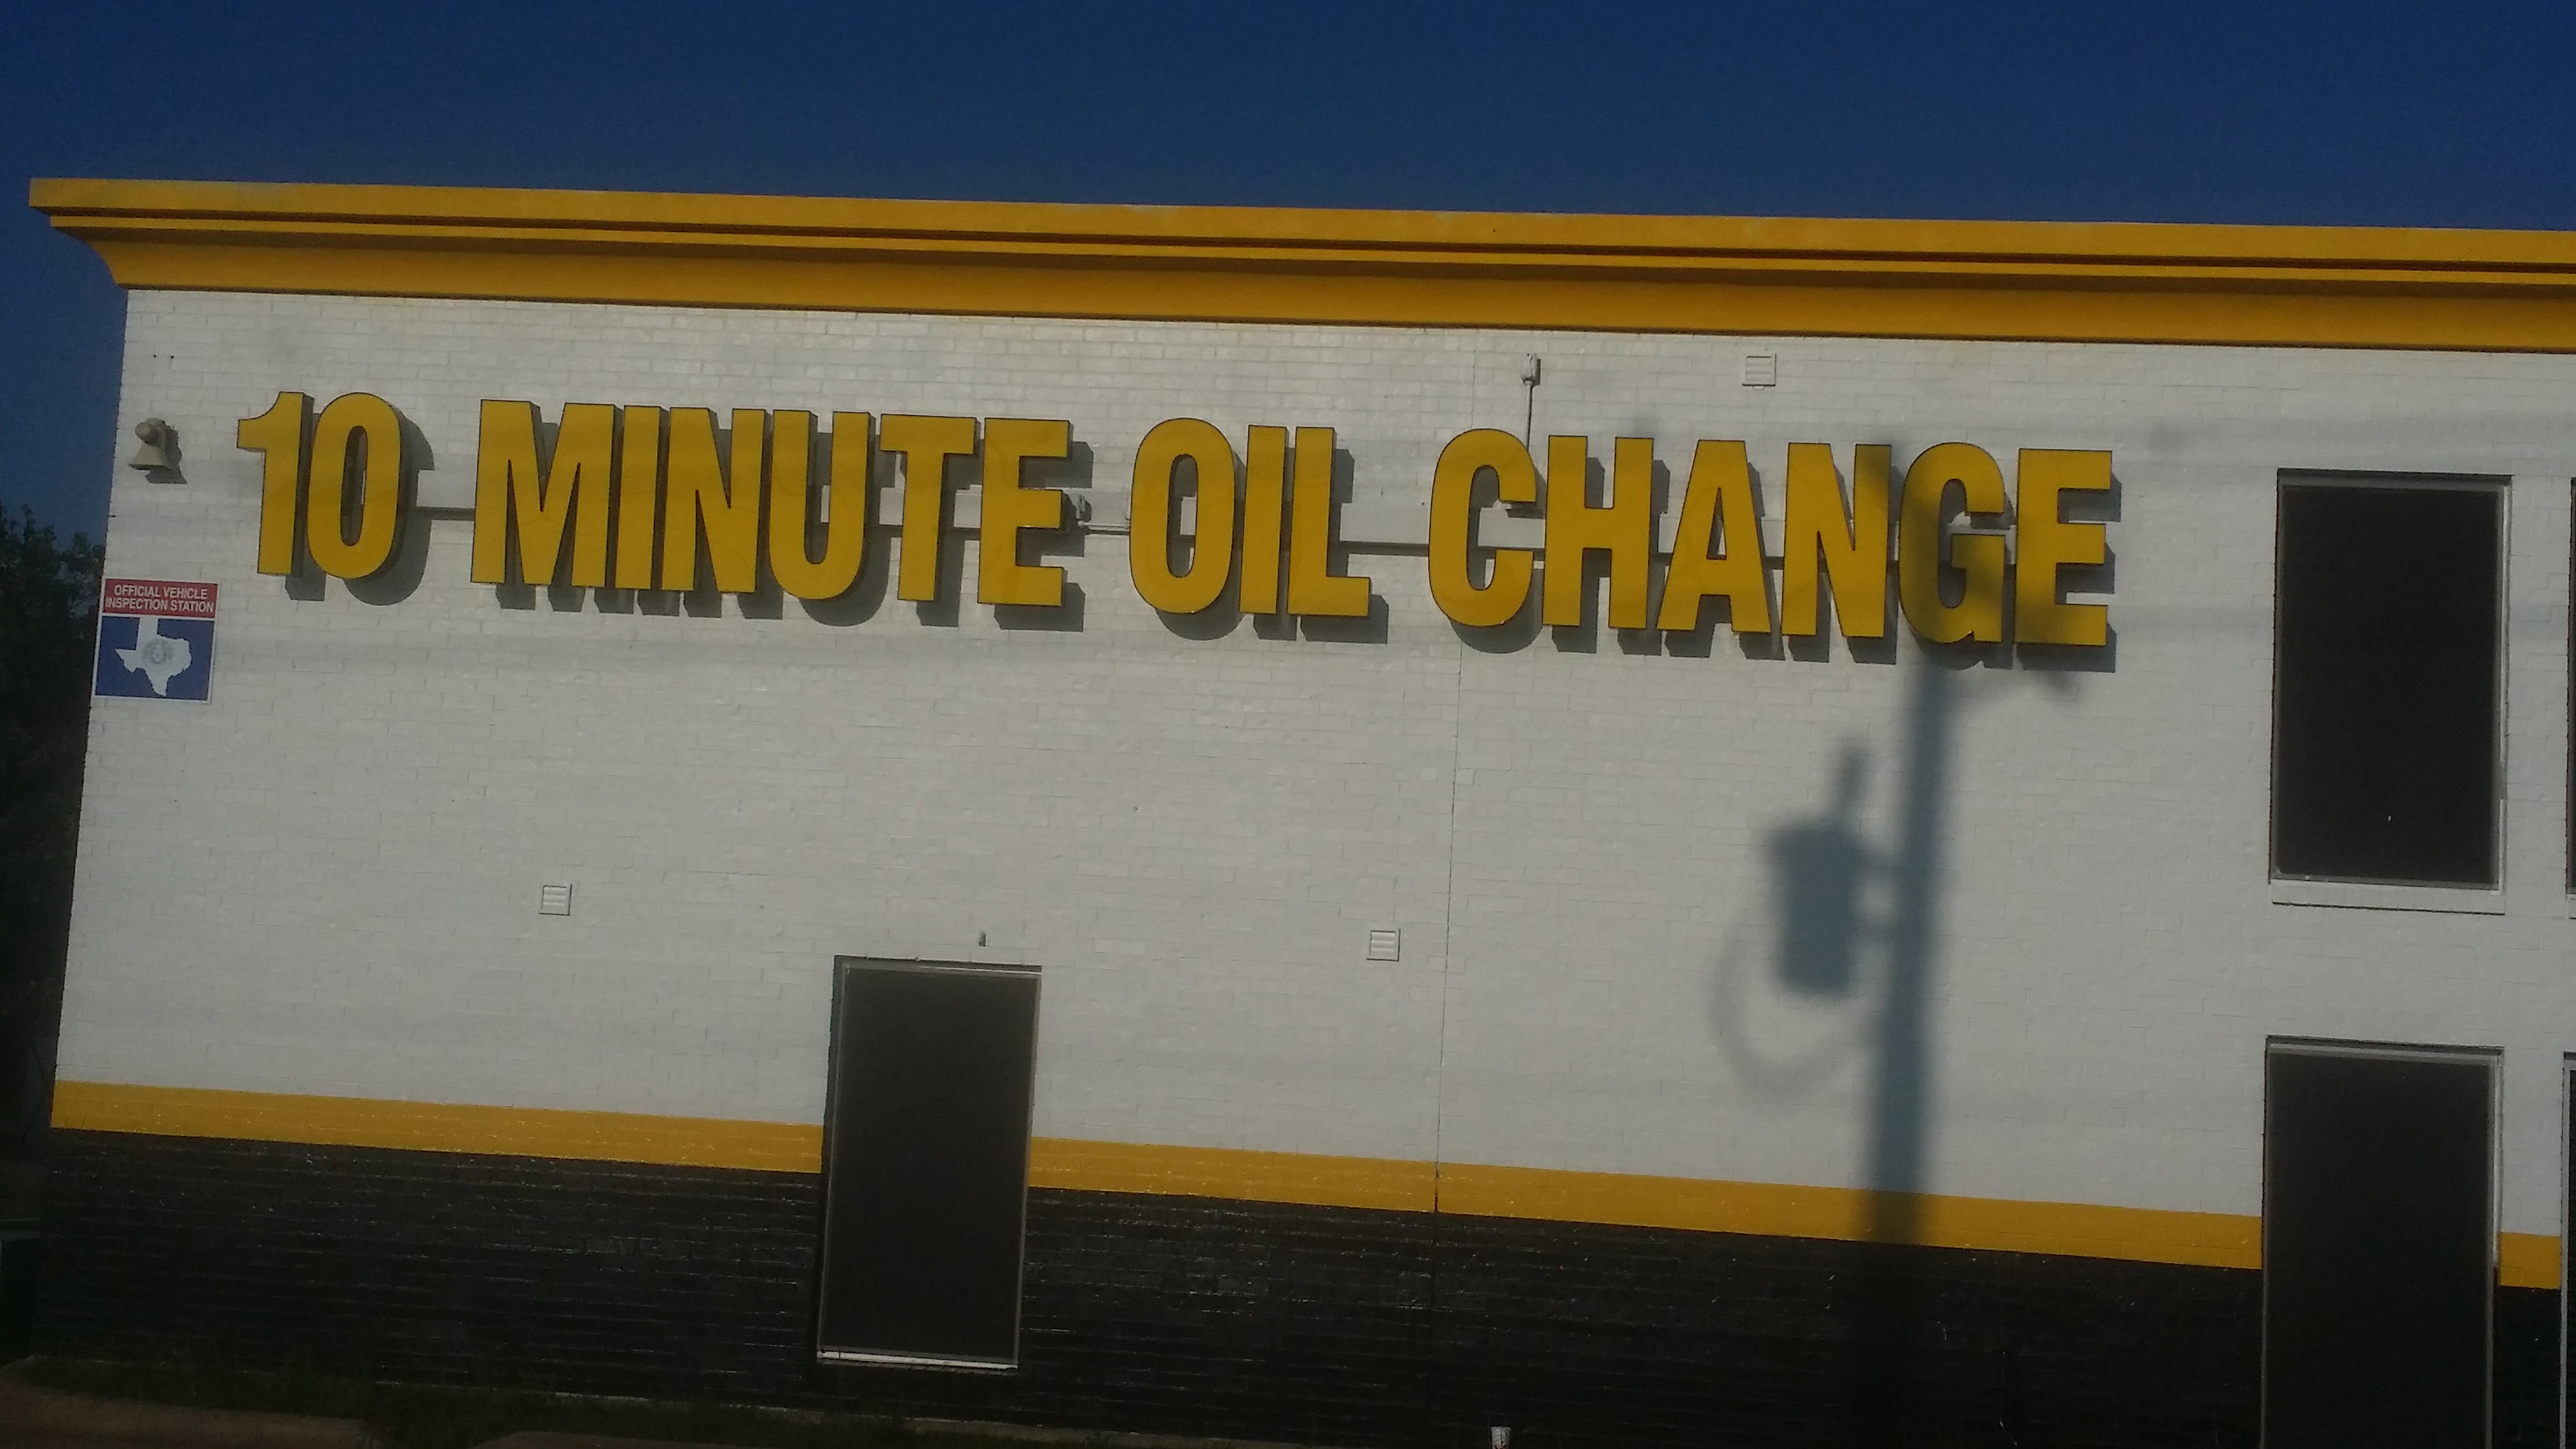 10 MINUTE OIL CHANGE
OFFICIAL VEHICLE
INSPECTION STATION